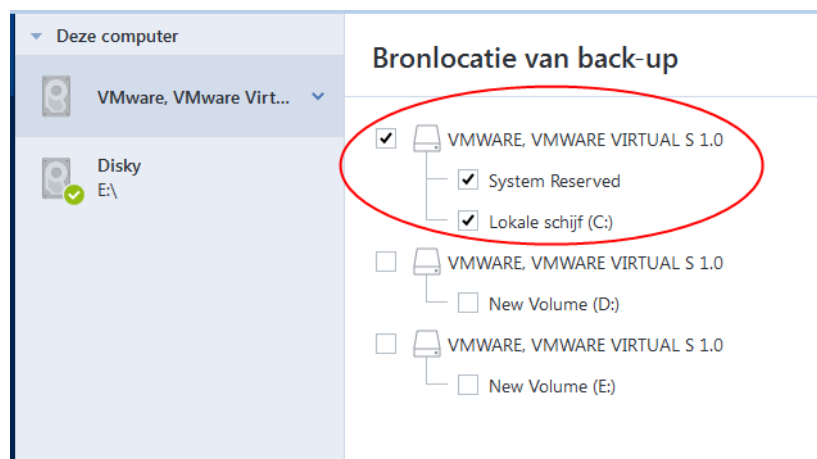 Deze computer
VMware, VMware Virt...
Disky
E:\
Bronlocatie van back-up
VMWARE, VMWARE VIRTUAL S 1.0
System Reserved
Lokale schijf (C:)
VMWARE, VMWARE VIRTUAL S 1.0
New Volume (D:)
VMWARE, VMWARE VIRTUAL S 1.0
New Volume (E:)